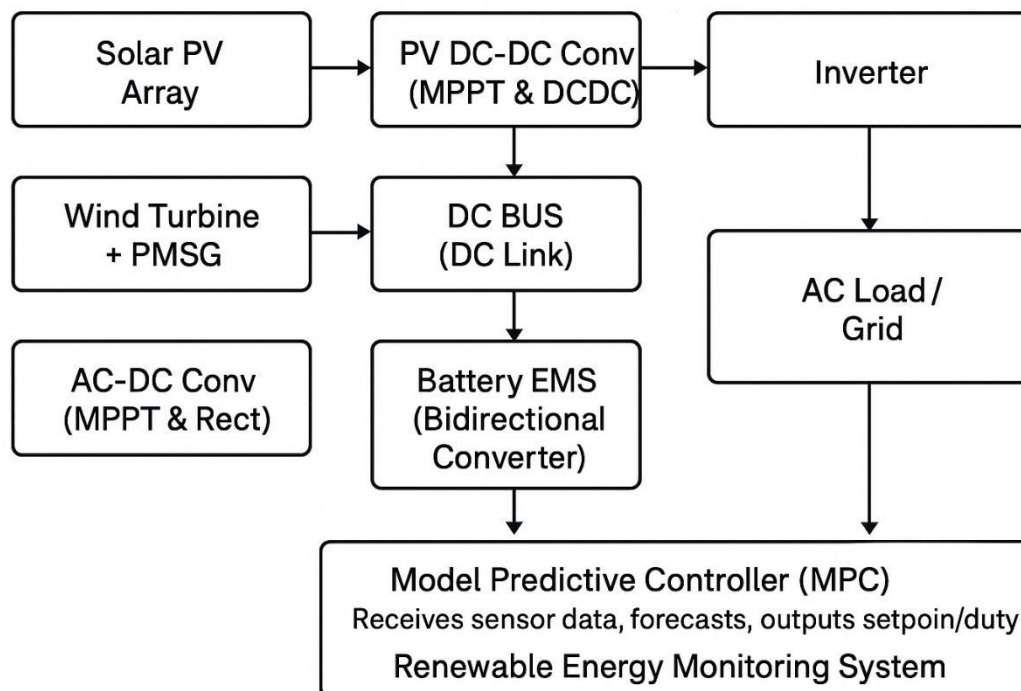 Solar PV
Array
PV DC-DC Conv
(MPPT & DCDC)
Inverter
Wind Turbine
+ PMSG
DC BUS
(DC Link)
AC Load /
Grid
AC-DC Conv
(MPPT & Rect)
Battery EMS
(Bidirectional
Converter)
Model Predictive Controller (MPC)
Receives sensor data, forecasts, outputs setpoin/duty
Renewable Energy Monitoring System